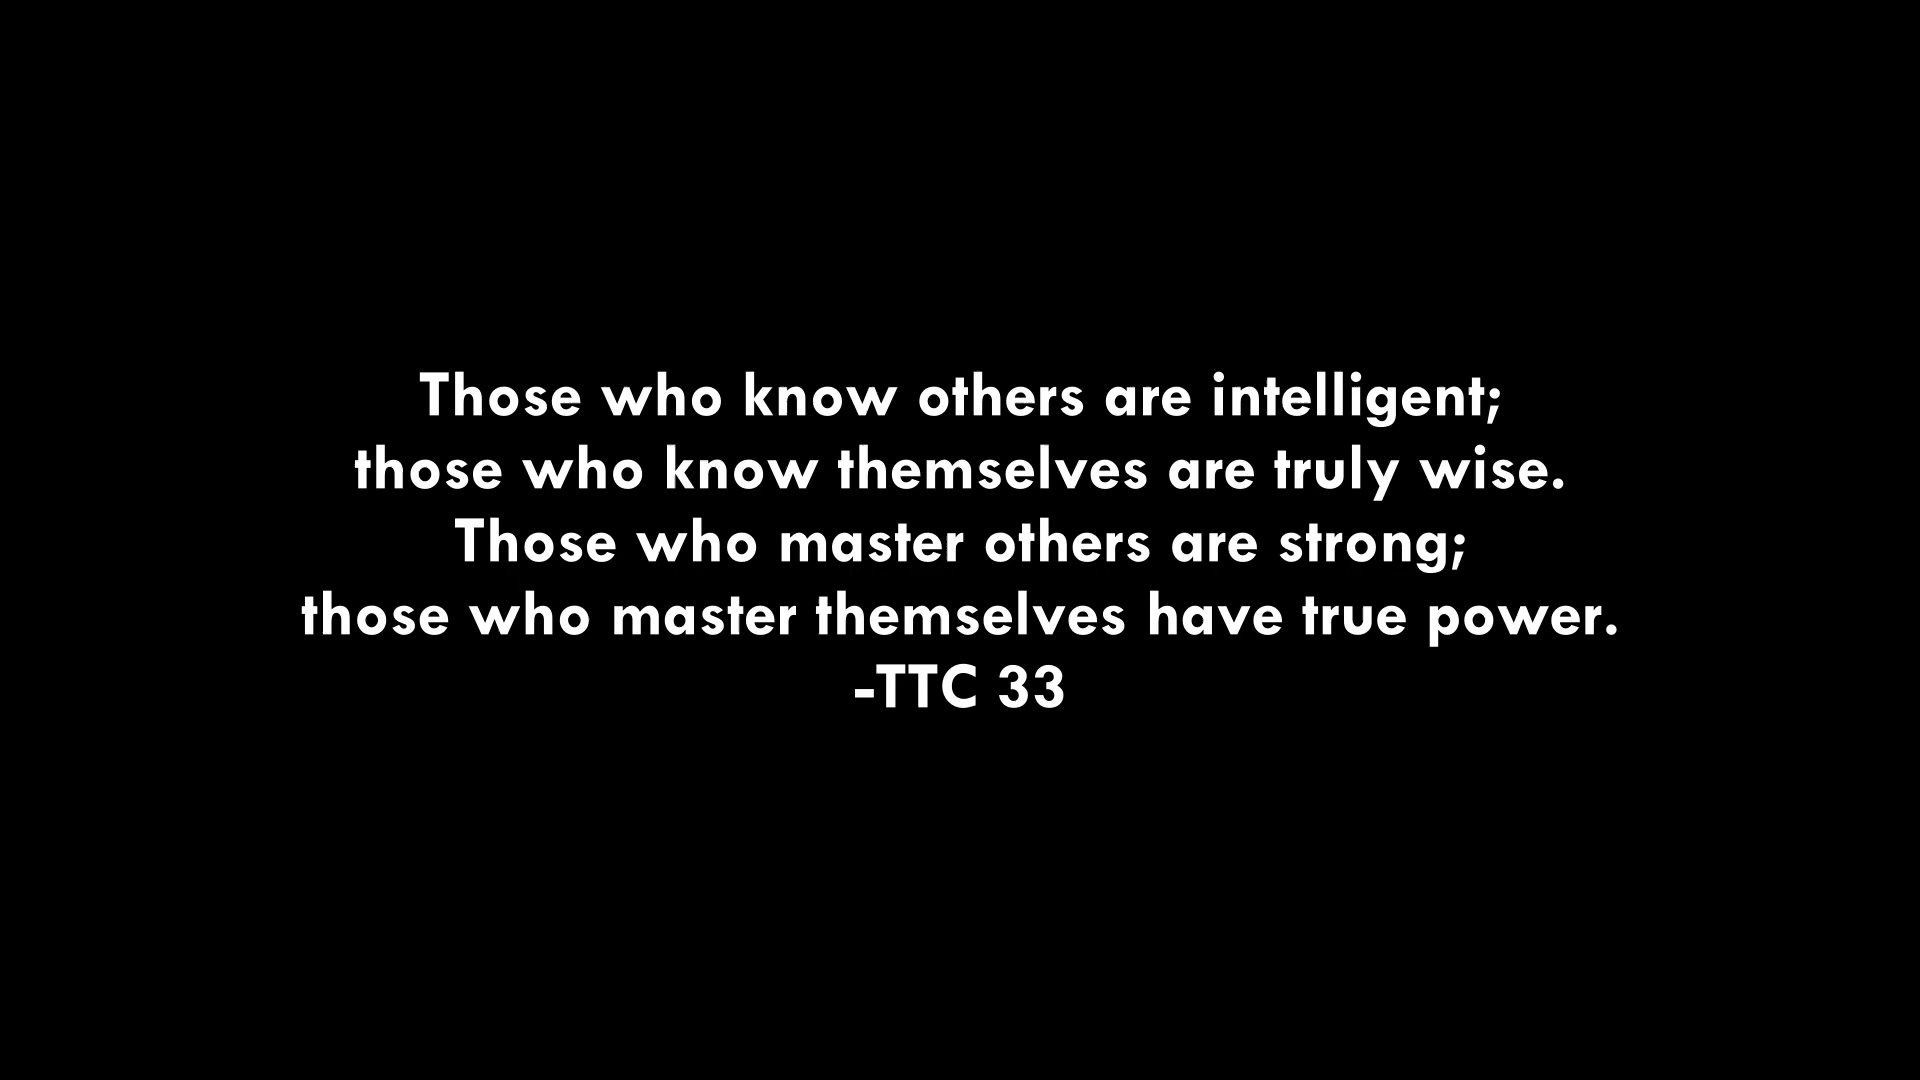 Those who know others are intelligent;
those who know themselves are truly wise.
Those who master others are strong;
those who master themselves have true power.
-TTC 33